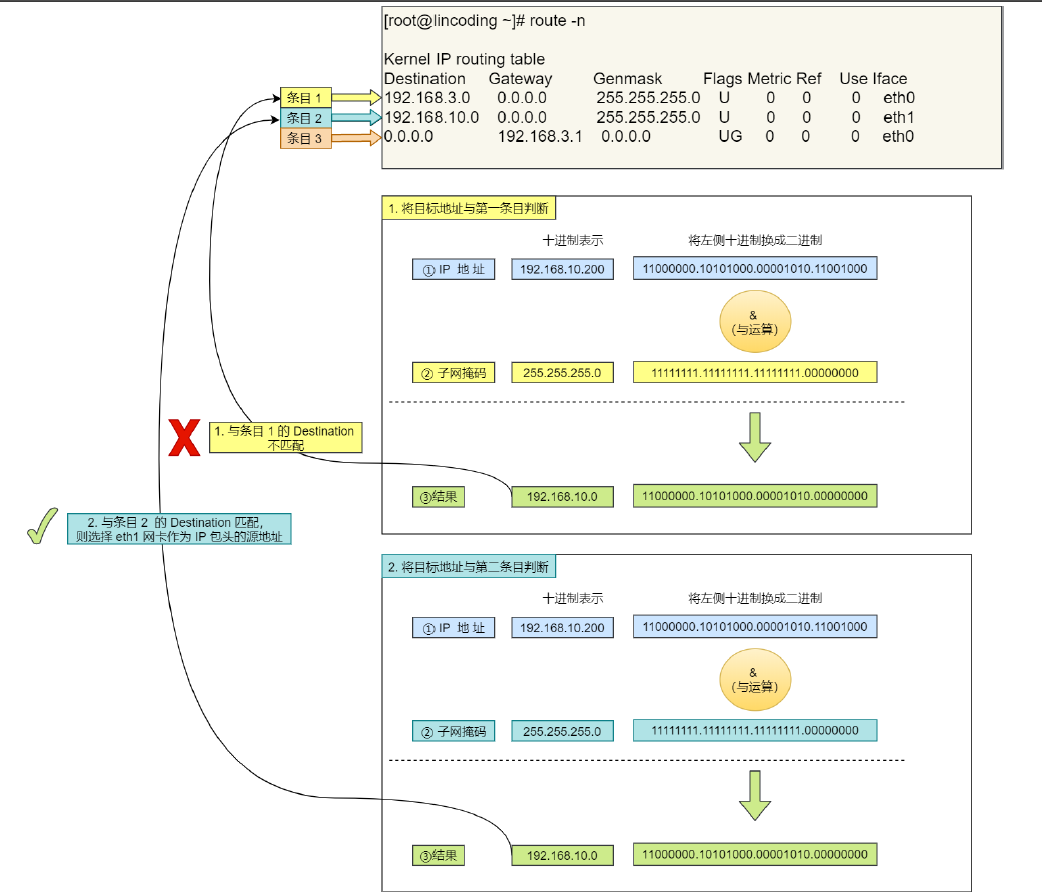 [root@lincoding ~]# route -n
Kernel IP routing table
Destination Gateway Genmask Flags Metric Ref Use Iface
条目 1 192.168.3.0 0.0.0.0 255.255.255.0 U 0 0 0 eth0
条目 2 192.168.10.0 0.0.0.0 255.255.255.0 U 0 0 0 eth1
条目 3 0.0.0.0 192.168.3.1 0.0.0.0 UG 0 0 0 eth0
1. 将目标地址与第一条目判断
十进制表示 将左侧十进制换成二进制
① IP 地 址 192.168.10.200 11000000.10101000.00001010.11001000
&
(与运算)
② 子网掩码 255.255.255.0 11111111.11111111.11111111.00000000
1. 与条目 1 的 Destination
不匹配
③结果 192.168.10.0 11000000.10101000.00001010.00000000
2. 与条目 2 的 Destination 匹配,
则选择 eth1 网卡作为 IP 包头的源地址
2. 将目标地址与第二条目判断
十进制表示 将左侧十进制换成二进制
① IP 地 址 192.168.10.200 11000000.10101000.00001010.11001000
&
(与运算)
② 子网掩码 255.255.255.0 11111111.11111111.11111111.00000000
③结果 192.168.10.0 11000000.10101000.00001010.00000000